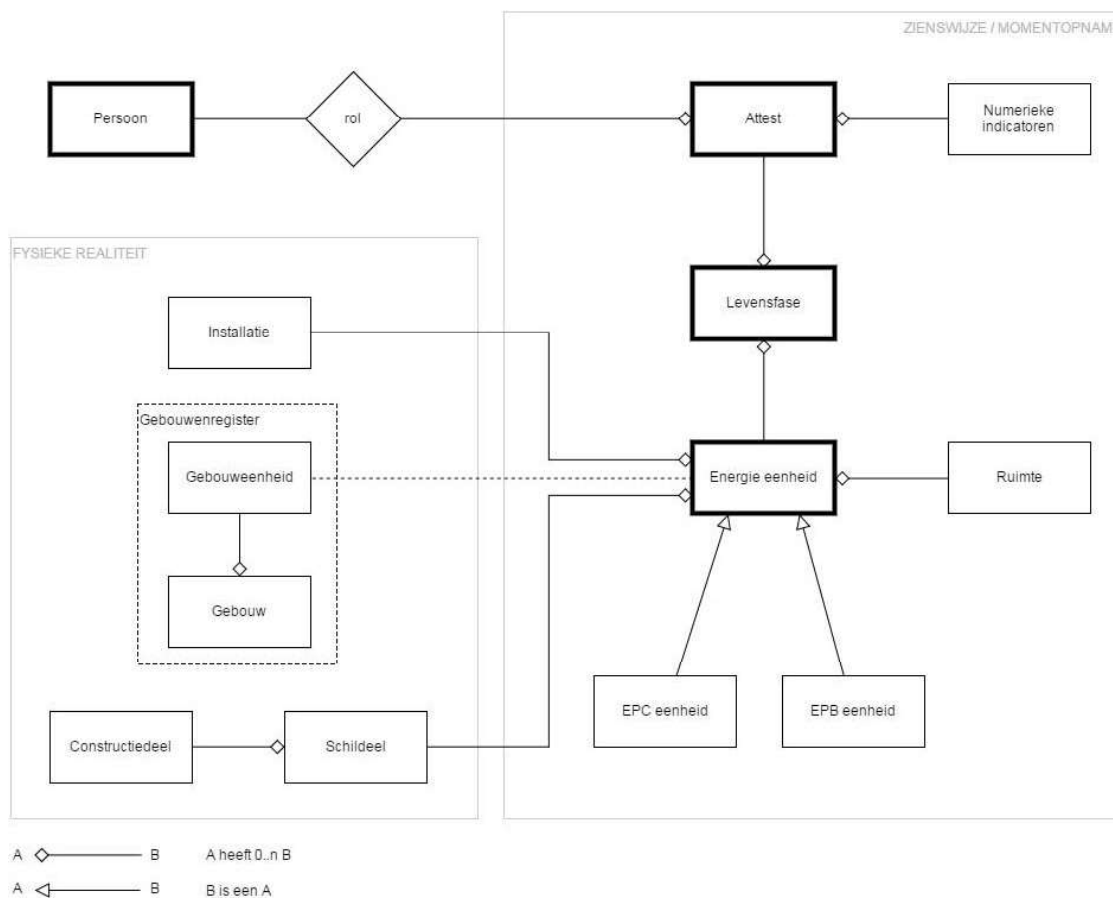 ZIENSWIJZE / MOMENTOPNAM
Persoon
rol
Attest
Numerieke
indicatoren
FYSIEKE REALITEIT
Installatie
Levensfase
Gebouwenregister
Gebouweenheid
Energie eenheid
Ruimte
Gebouw
EPC eenheid
EPB eenheid
Constructiedeel
Schildeel
A
B
A heeft 0..n B
A
B
B is een A